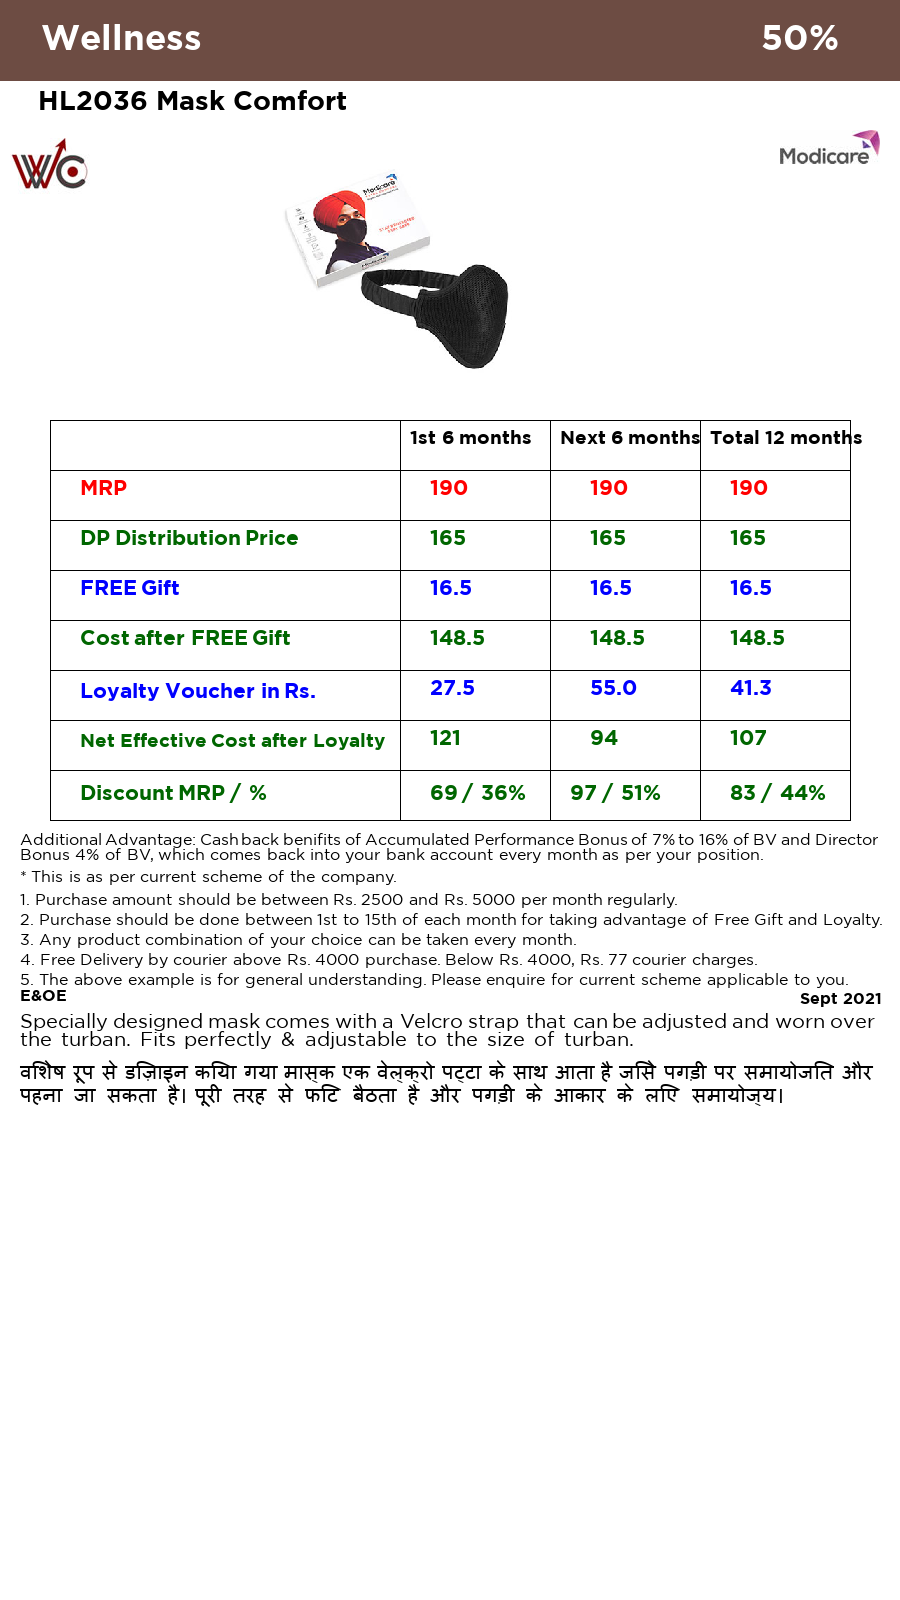 Wellness 50%
HL2036 Mask Comfort
WC
Modicare
Modicare
Modicare
1st 6 months Next 6 months Total 12 months
MRP 190 190 190
DP Distribution Price 165 165 165
FREE Gift 16.5 16.5 16.5
Cost after FREE Gift 148.5 148.5 148.5
Loyalty Voucher in Rs. 27.5 55.0 41.3
Net Effective Cost after Loyalty 121 94 107
Discount MRP / % 69 / 36% 97 / 51% 83 / 44%
Additional Advantage: Cashback benifits of Accumulated Performance Bonus of 7% to 16% of BV and Director
Bonus 4% of BV, which comes back into your bank account every month as per your position.
* This is as per current scheme of the company.
1. Purchase amount should be between Rs. 2500 and Rs. 5000 per month regularly.
2. Purchase should be done between 1st to 15th of each month for taking advantage of Free Gift and Loyalty.
3. Any product combination of your choice can be taken every month.
4. Free Delivery by courier above Rs. 4000 purchase. Below Rs. 4000, Rs. 77 courier charges.
5. The above example is for general understanding. Please enquire for current scheme applicable to you.
E&OE Sept 2021
Specially designed mask comes with a Velcro strap that can be adjusted and worn over
the turban. Fits perfectly & adjustable to the size of turban.
विशेष रूप से डिज़ाइन किया गया मास्क एक वेल्क्रो पट्टा के साथ आता है जिसे पगड़ी पर समायोजित और
पहना जा सकता है। पूरी तरह से फिट बैठता है और पगड़ी के आकार के लिए समायोज्य।